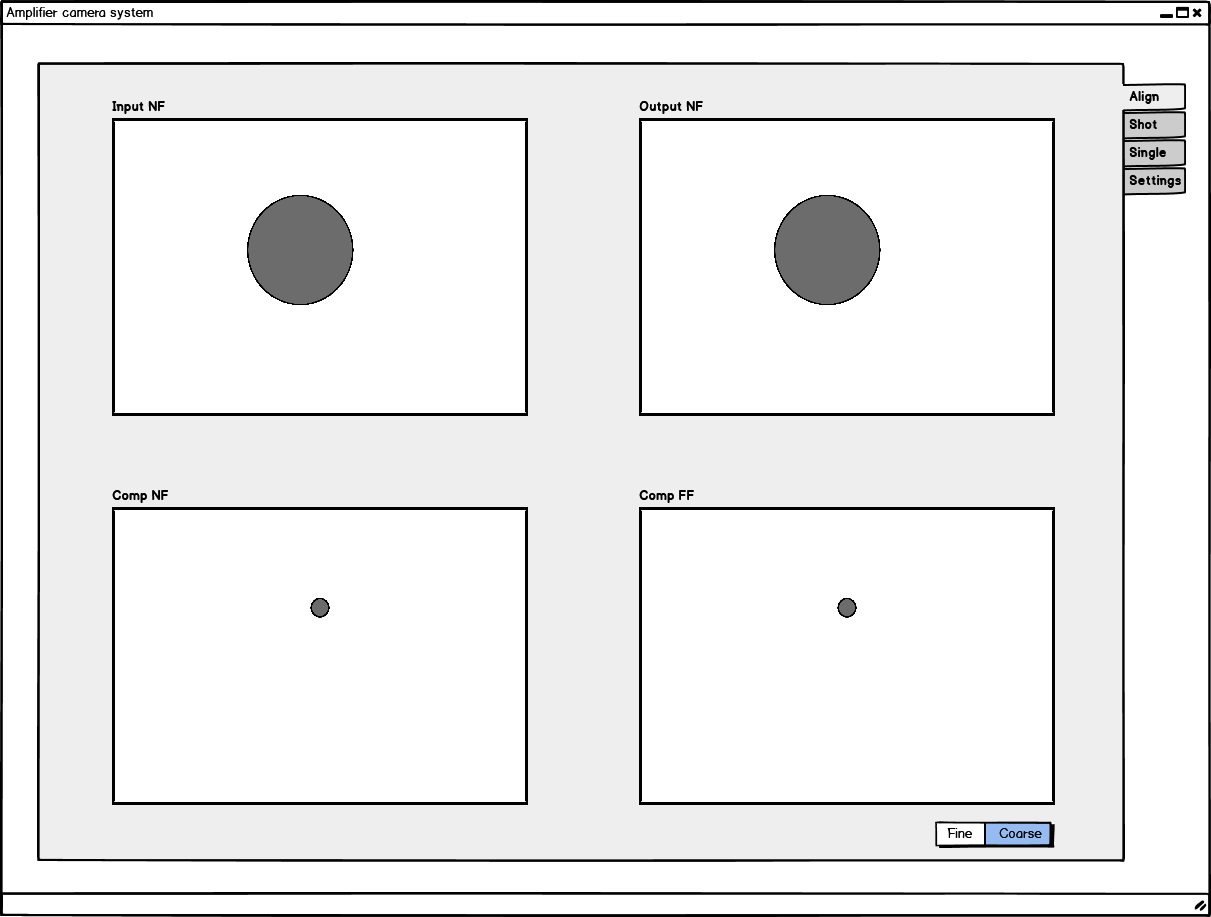 Amplifier camera system
Input NF
Output NF
Align
Shot
Single
Settings
Comp NF
Comp FF
Fine
Coarse